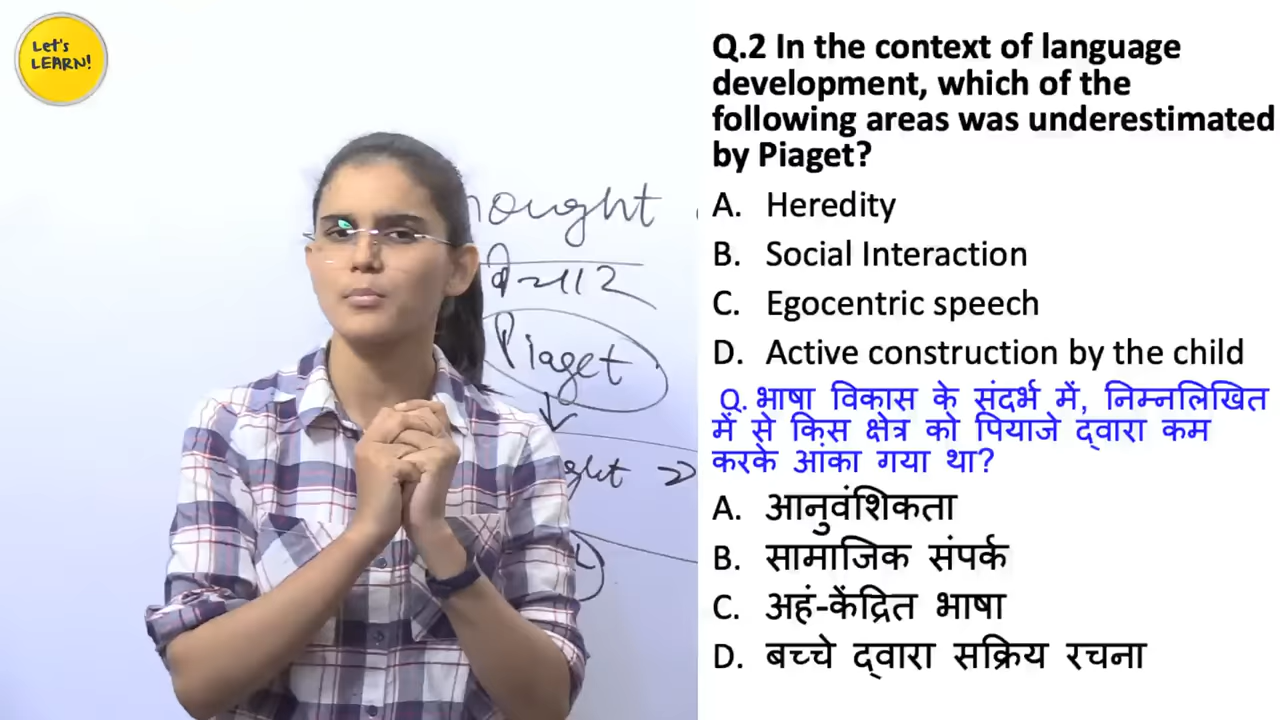 Let's
LEARN!
Q.2 In the context of language
development, which of the
following areas was underestimated
by Piaget?
A. Heredity
B. Social Interaction
C. Egocentric speech
D. Active construction by the child
Q. भाषा विकास के संदर्भ में, निम्नलिखित
में से किस क्षेत्र को पियाजे द्वारा कम
करके आंका गया था?
A. आनुवंशिकता
B. सामाजिक संपर्क
C. अहं-केंद्रित भाषा
D. बच्चे द्वारा सक्रिय रचना
hought
Piaget
ght →